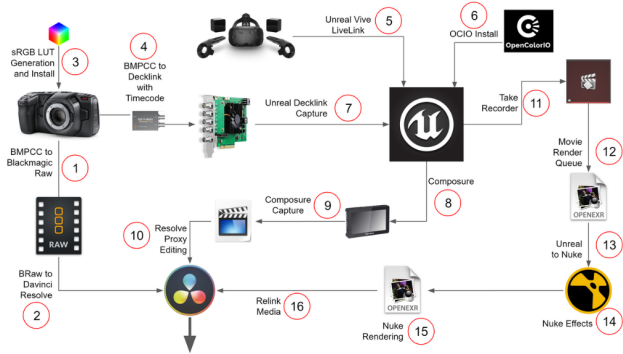 sRGB LUT
Generation
and Install
3
4
BMPCC to
Decklink
with
Timecode
Unreal Vive
LiveLink
5
6
OCIO Install
OpenColorIO
Unreal Decklink
Capture
7
Take
Recorder
11
BMPCC to
Blackmagic
Raw
1
Movie
Render
Queue
12
OPENEXR
Composure
8
Composure
Capture
9
10
Resolve
Proxy
Editing
RAW
BRaw to
Davinci
Resolve
2
Unreal
to Nuke
13
Relink
Media
16
OPENEXR
Nuke
Rendering
15
Nuke Effects
14